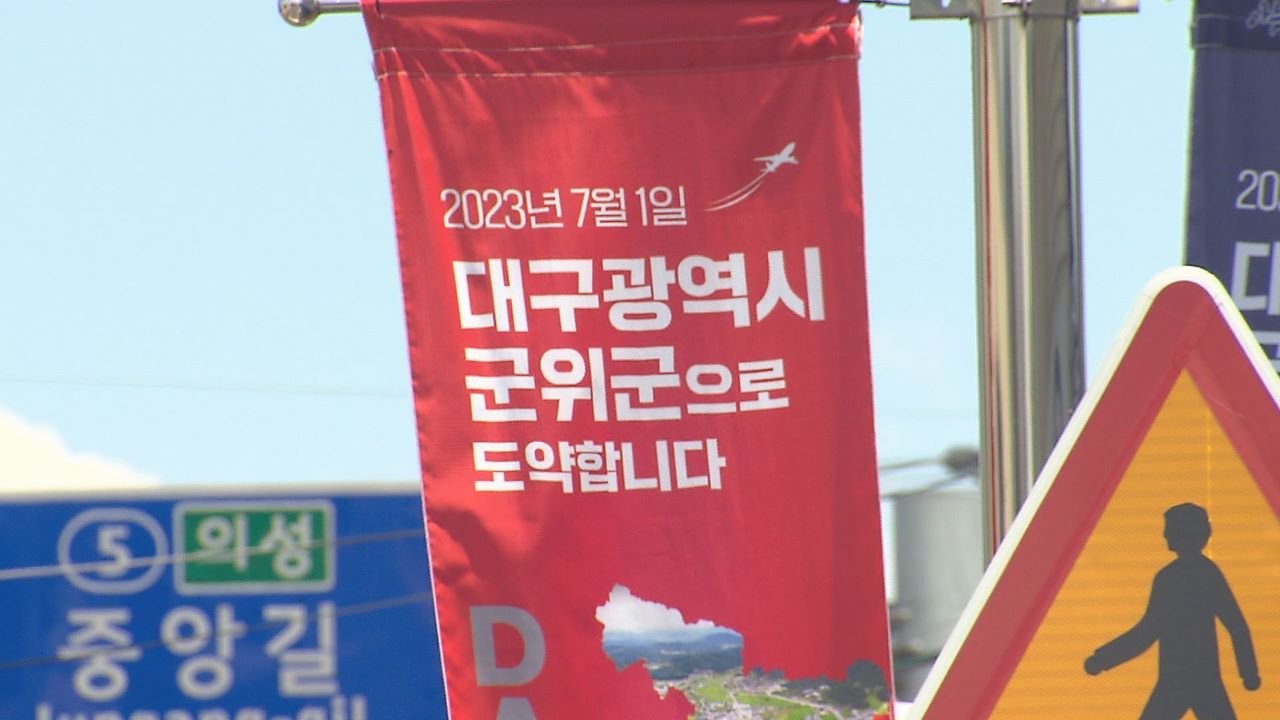 2023년 7월 1일
대구광역시
군위군으로
도약합니다
D
5 의성
중앙길
20